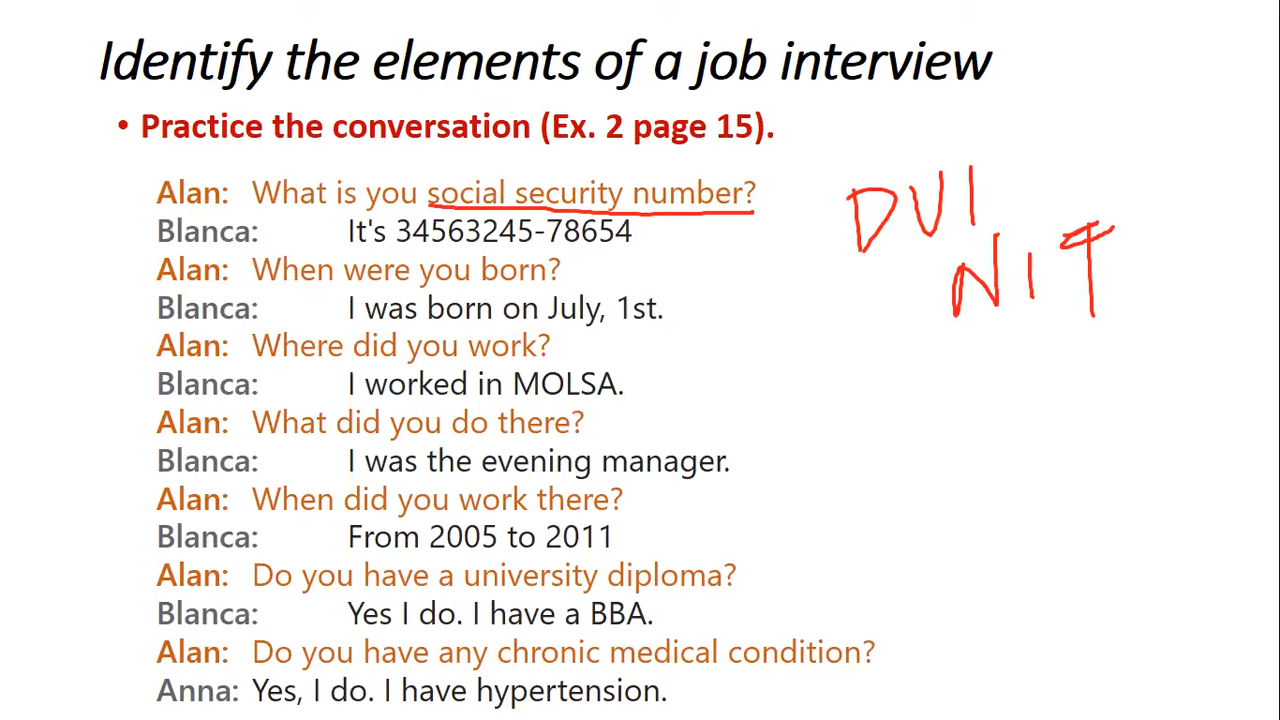 Identify the elements of a job interview
• Practice the conversation (Ex. 2 page 15).
Alan: What is you social security number?
Blanca: It's 34563245-78654
Alan: When were you born?
Blanca: I was born on July, 1st.
Alan: Where did you work?
Blanca: I worked in MOLSA.
Alan: What did you do there?
Blanca: I was the evening manager.
Alan: When did you work there?
Blanca: From 2005 to 2011
Alan: Do you have a university diploma?
Blanca: Yes I do. I have a BBA.
Alan: Do you have any chronic medical condition?
Anna: Yes, I do. I have hypertension.
DUI
NIT